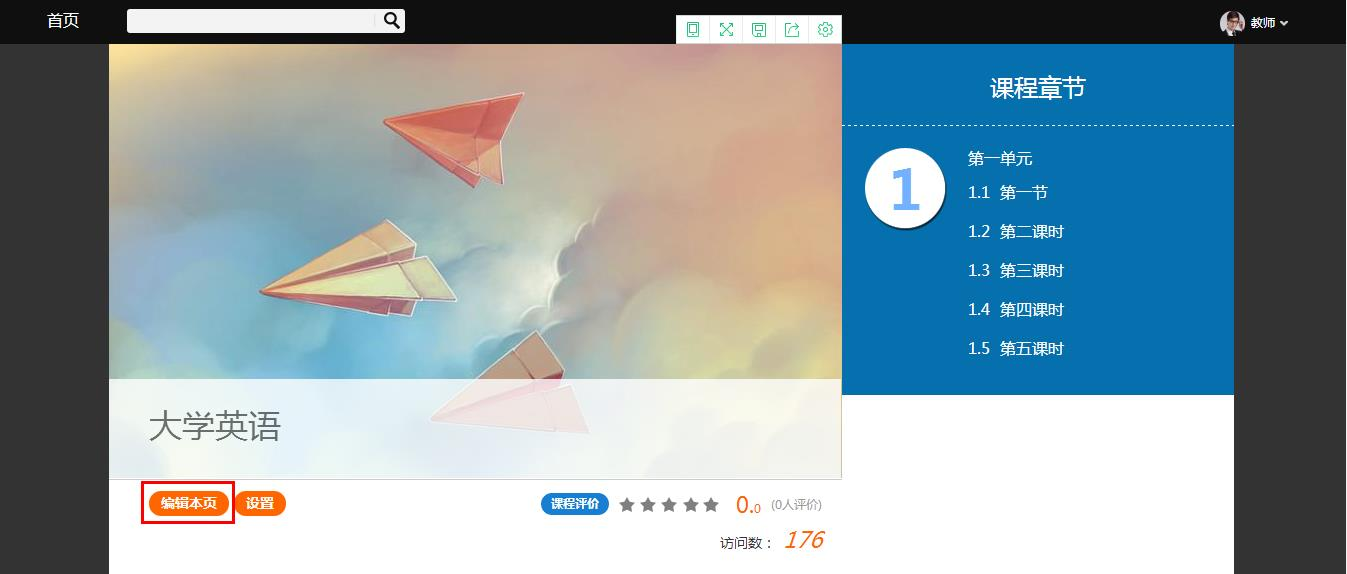 首页
教师
课程章节
1
第一单元
1.1 第一节
1.2 第二课时
1.3 第三课时
1.4 第四课时
1.5 第五课时
大学英语
编辑本页 设置
课程评价 0.0 (0人评价)
访问数： 176